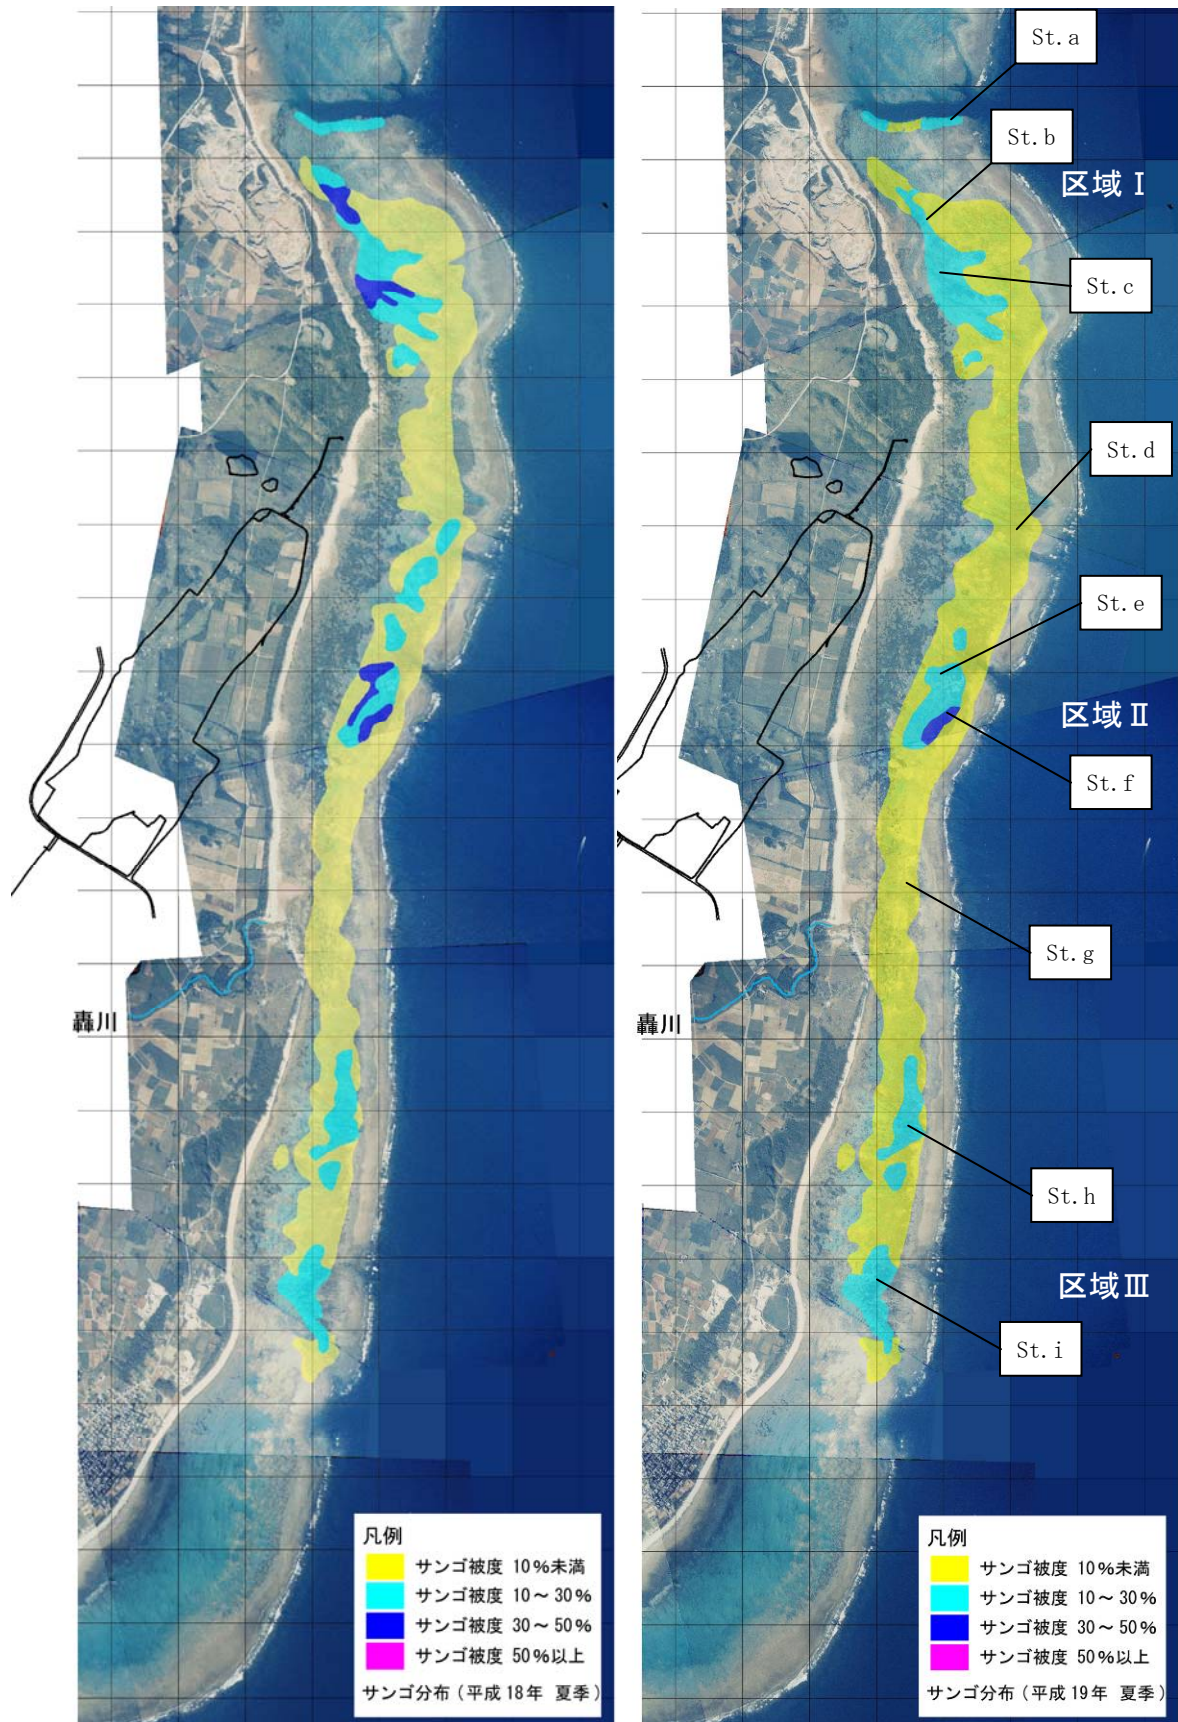 St.a
St.b
区域Ⅰ
St.c
St.d
St.e
区域Ⅱ
St.f
St.g
轟川
轟川
St.h
区域Ⅲ
St.i
凡例
サンゴ被度 10%未満
サンゴ被度 10～30%
サンゴ被度 30～50%
サンゴ被度 50%以上
サンゴ分布（平成18年 夏季）
凡例
サンゴ被度 10%未満
サンゴ被度 10～30%
サンゴ被度 30～50%
サンゴ被度 50%以上
サンゴ分布（平成19年 夏季）